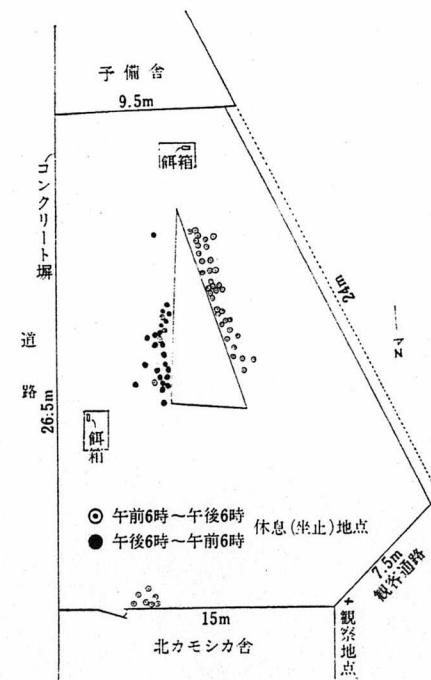 予備舎
9.5m
餌箱
コンクリート塀
24m
道路
N
26.5m
餌箱
午前6時～午後6時
午後6時～午前6時
休息(坐止)地点
7.5m
観客通路
15m
観察地点
北カモシカ舎